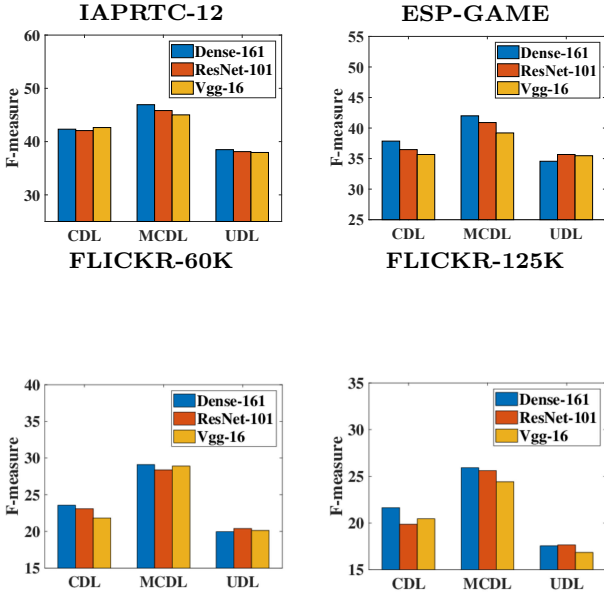 IAPRTC-12
60
50
40
30
F-measure
Dense-161
ResNet-101
Vgg-16
CDL MCDL UDL
ESP-GAME
55
50
45
40
35
30
25
F-measure
Dense-161
ResNet-101
Vgg-16
CDL MCDL UDL
FLICKR-60K
40
35
30
25
20
15
F-measure
Dense-161
ResNet-101
Vgg-16
CDL MCDL UDL
FLICKR-125K
35
30
25
20
15
F-measure
Dense-161
ResNet-101
Vgg-16
CDL MCDL UDL